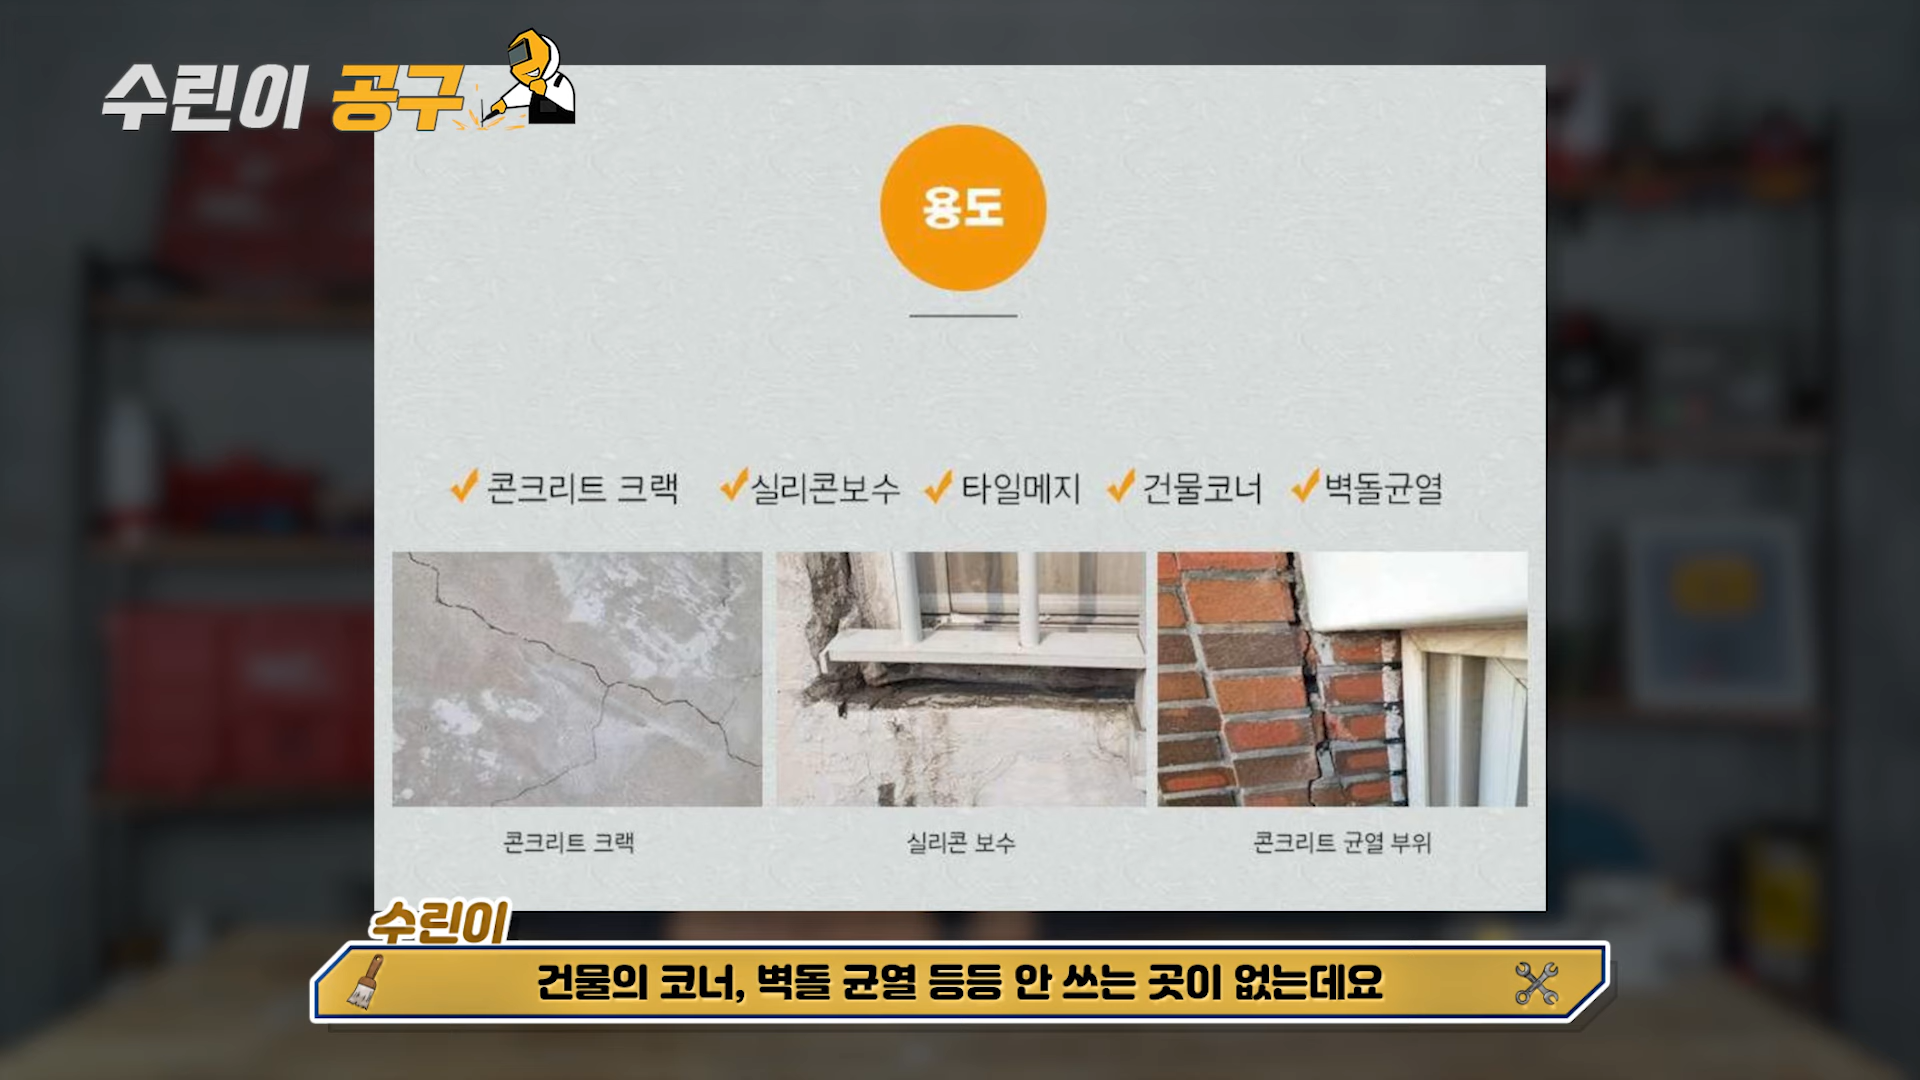 수린이 공구
용도
콘크리트 크랙 실리콘보수 타일메지 건물코너 벽돌균열
콘크리트 크랙 실리콘 보수 콘크리트 균열 부위
수린이
건물의 코너, 벽돌 균열 등등 안 쓰는 곳이 없는데요